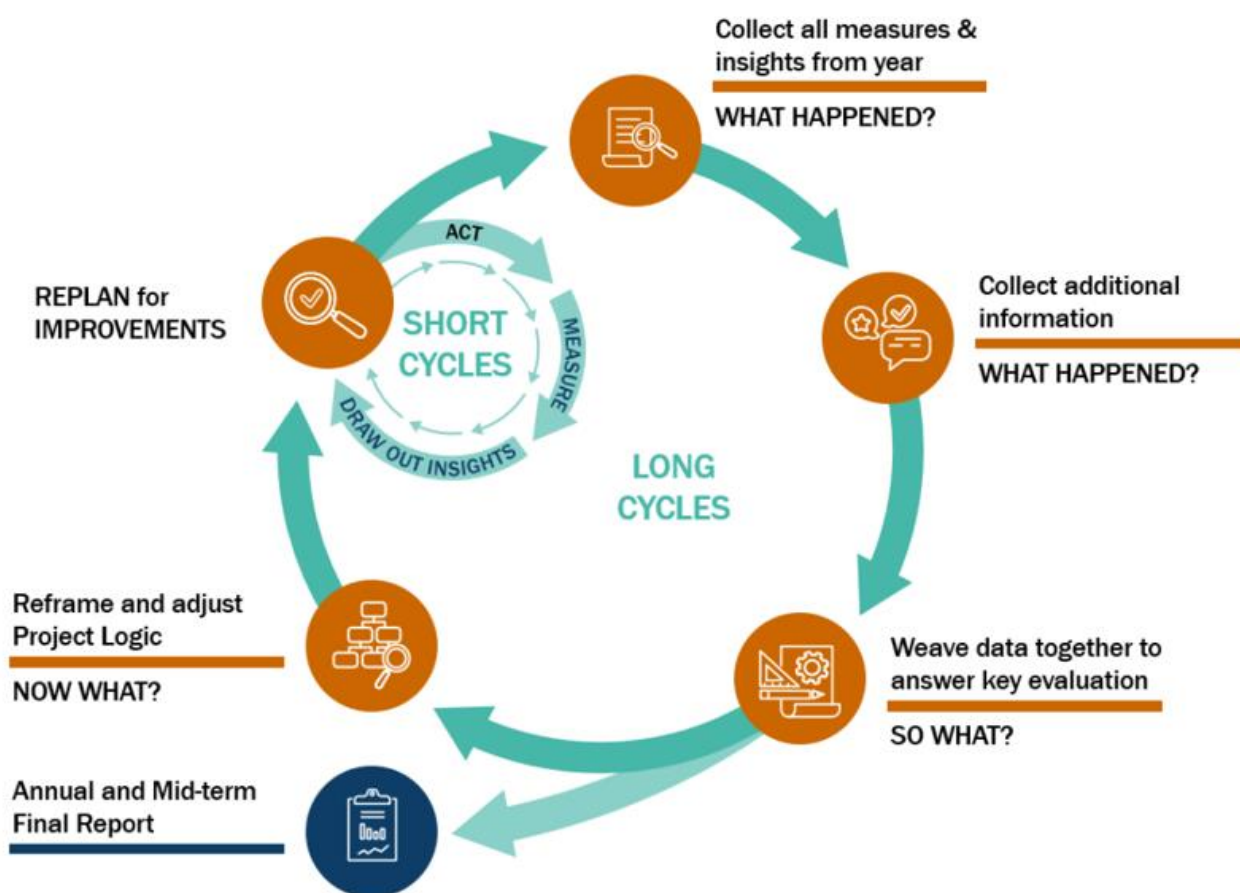 Collect all measures &
insights from year
WHAT HAPPENED?
Collect additional
information
WHAT HAPPENED?
Weave data together to
answer key evaluation
SO WHAT?
Annual and Mid-term
Final Report
Reframe and adjust
Project Logic
NOW WHAT?
REPLAN for
IMPROVEMENTS
ACT
MEASURE
DRAW OUT INSIGHTS
SHORT
CYCLES
LONG
CYCLES